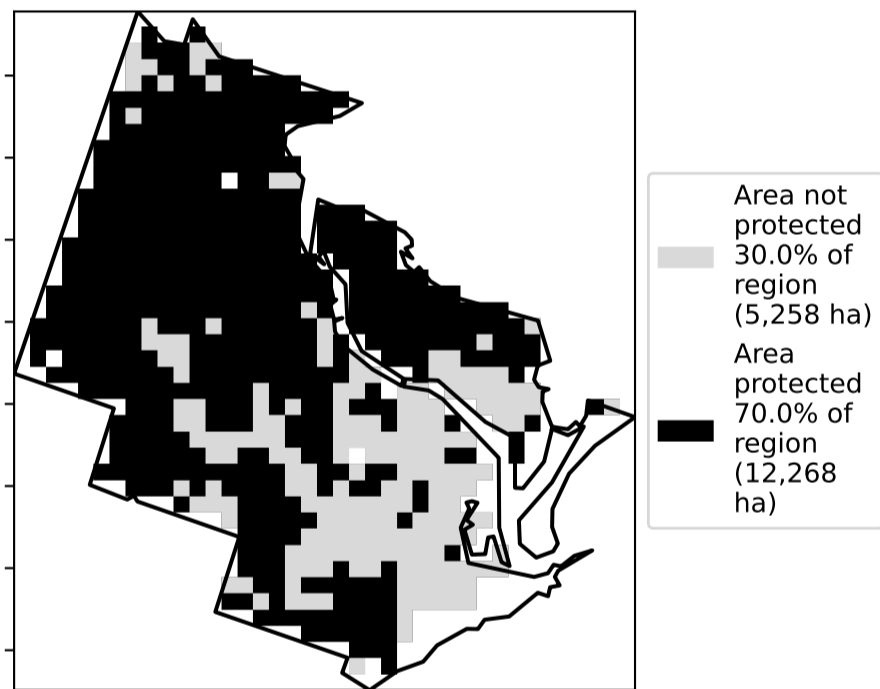 Area not
protected
30.0% of
region
(5,258 ha)
Area
protected
70.0% of
region
(12,268
ha)